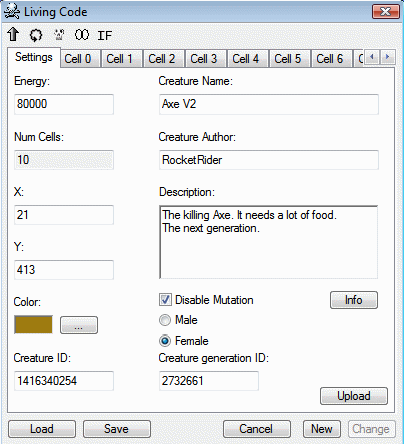 Living Code
IF
Settings Cell 0 Cell 1 Cell 2 Cell 3 Cell 4 Cell 5 Cell 6
Energy: Creature Name:
80000 Axe V2
Num Cells: Creature Author:
10 RocketRider
X: Description:
21 The killing Axe. It needs a lot of food.
The next generation.
Y:
413
Color: Disable Mutation Info
... Male
Female
Creature ID: Creature generation ID:
1416340254 2732661
Upload
Load Save Cancel New Change